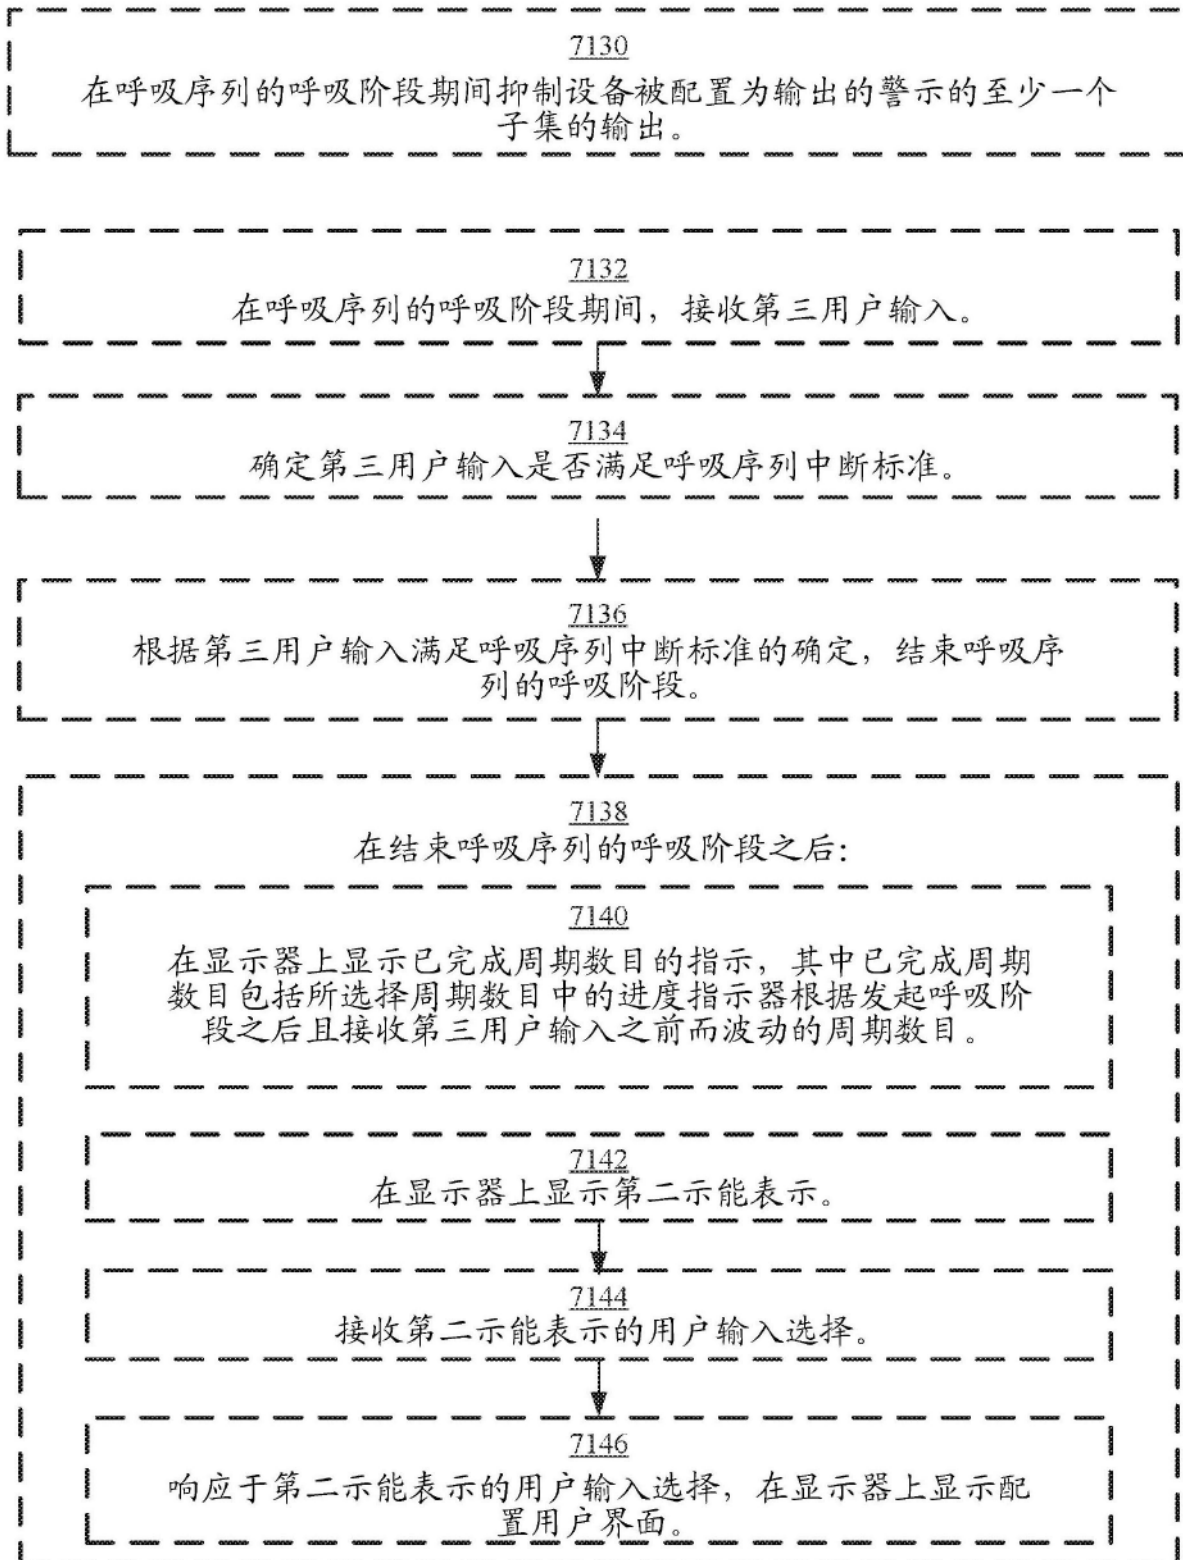 7130
在呼吸序列的呼吸阶段期间抑制设备被配置为输出的警示的至少一个
子集的输出。
7132
在呼吸序列的呼吸阶段期间，接收第三用户输入。
7134
确定第三用户输入是否满足呼吸序列中断标准。
7136
根据第三用户输入满足呼吸序列中断标准的确定，结束呼吸序
列的呼吸阶段。
7138
在结束呼吸序列的呼吸阶段之后：
7140
在显示器上显示已完成周期数目的指示，其中已完成周期
数目包括所选择周期数目中的进度指示器根据发起呼吸阶
段之后且接收第三用户输入之前而波动的周期数目。
7142
在显示器上显示第二示能表示。
7144
接收第二示能表示的用户输入选择。
7146
响应于第二示能表示的用户输入选择，在显示器上显示配
置用户界面。